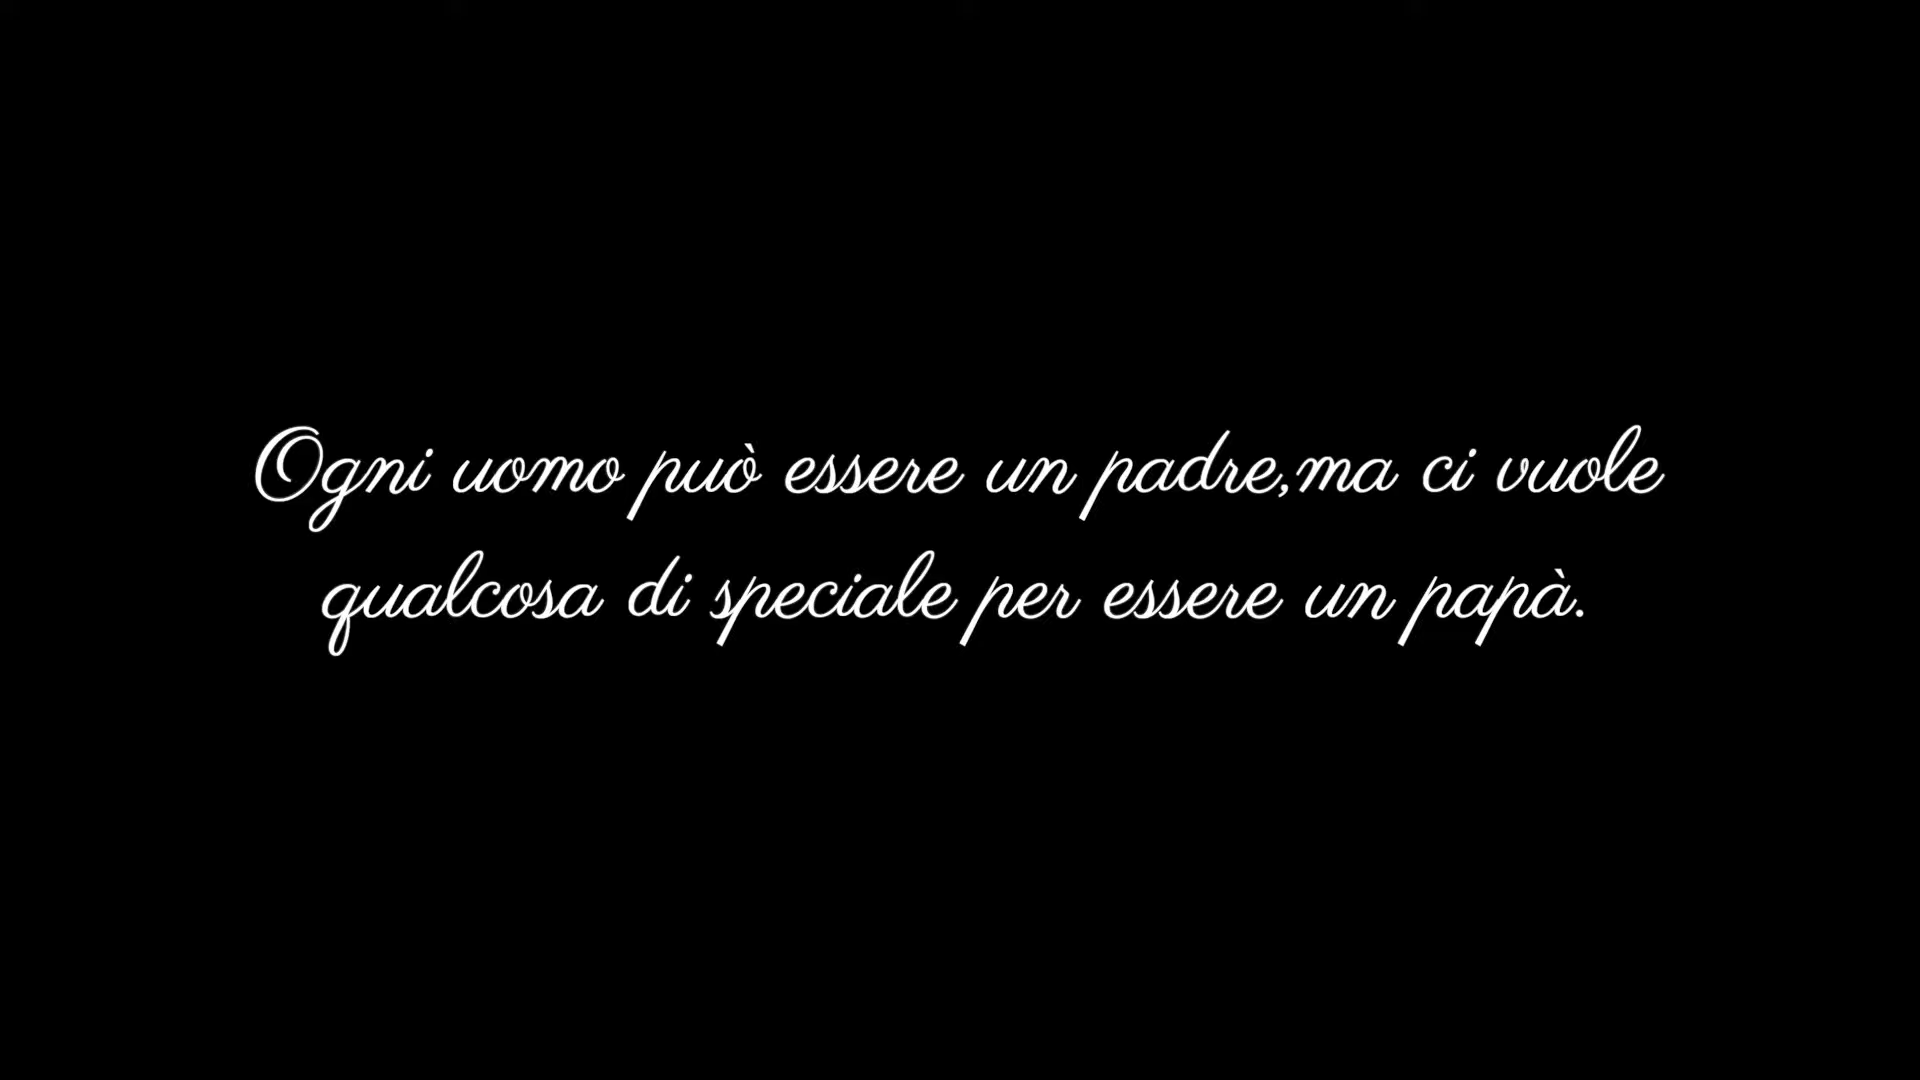 Ogni uomo può essere un padre,ma ci vuole
qualcosa di speciale per essere un papà.